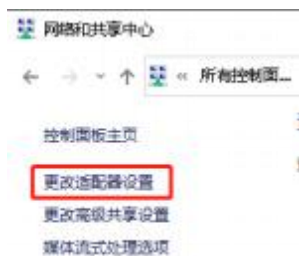 网络和共享中心
« 所有控制面...
控制面板主页
更改适配器设置
更改高级共享设置
媒体流式处理选项